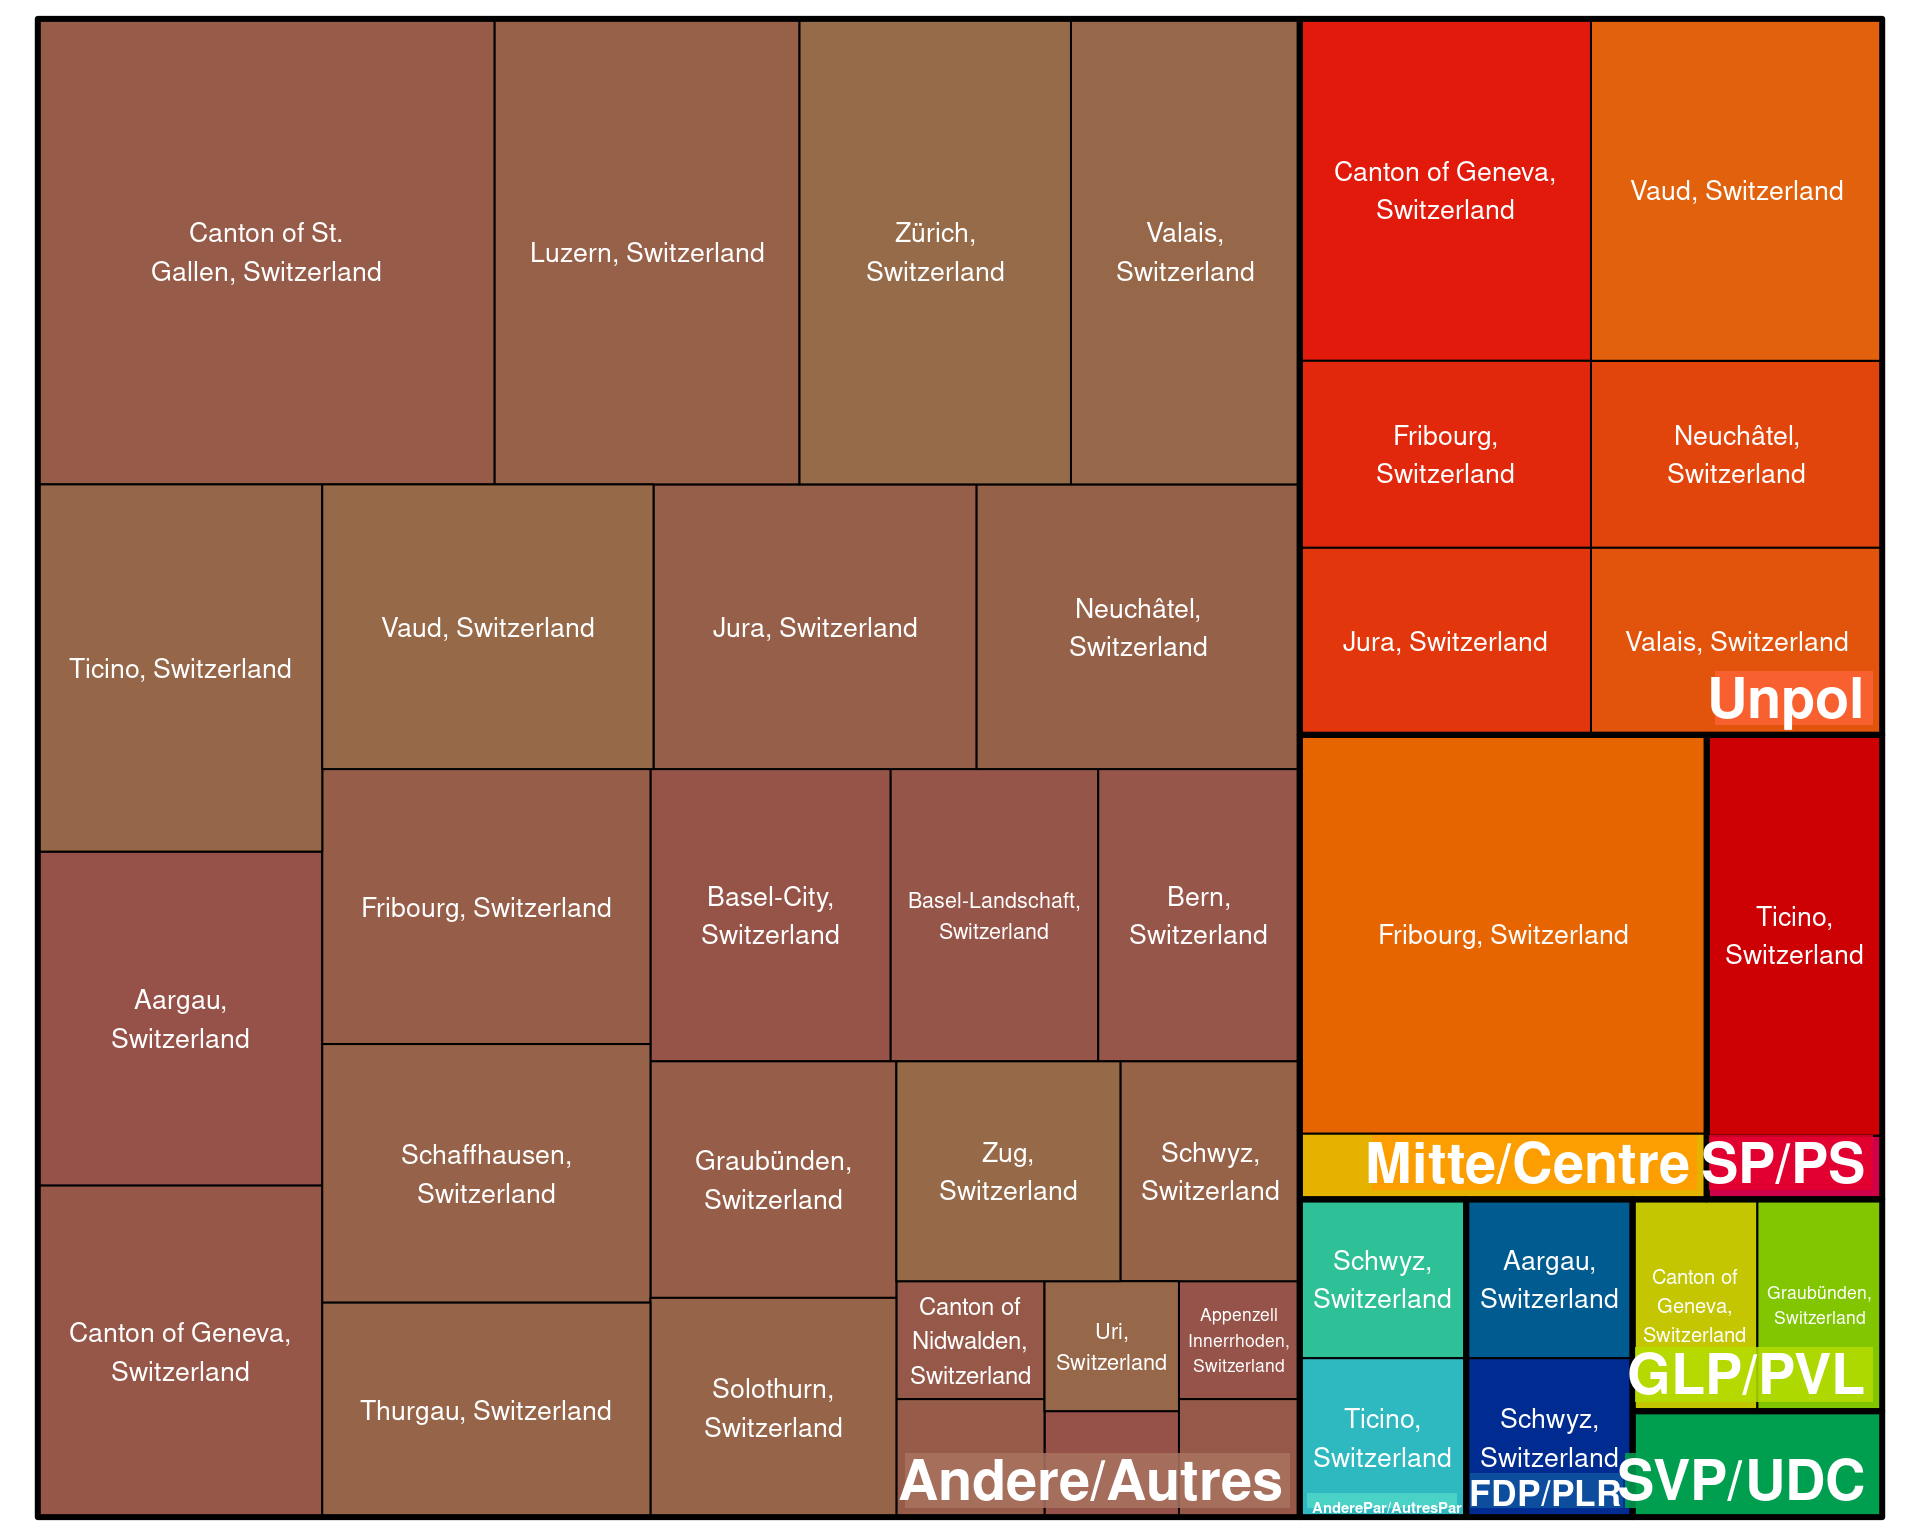 Canton of St.
Gallen, Switzerland
Luzern, Switzerland
Zürich,
Switzerland
Valais,
Switzerland
Ticino, Switzerland
Vaud, Switzerland
Jura, Switzerland
Neuchâtel,
Switzerland
Aargau,
Switzerland
Fribourg, Switzerland
Basel-City,
Switzerland
Basel-Landschaft,
Switzerland
Bern,
Switzerland
Canton of Geneva,
Switzerland
Schaffhausen,
Switzerland
Thurgau, Switzerland
Graubünden,
Switzerland
Solothurn,
Switzerland
Zug,
Switzerland
Schwyz,
Switzerland
Canton of
Nidwalden,
Switzerland
Uri,
Switzerland
Appenzell
Innerrhoden,
Switzerland
Andere/Autres
Canton of Geneva,
Switzerland
Vaud, Switzerland
Fribourg,
Switzerland
Neuchâtel,
Switzerland
Jura, Switzerland
Valais, Switzerland
Unpol
Fribourg, Switzerland
Mitte/Centre
Ticino,
Switzerland
SP/PS
Schwyz,
Switzerland
Ticino,
Switzerland
AnderePar/AutresPar
Aargau,
Switzerland
Schwyz,
Switzerland
FDP/PLR
Canton of
Geneva,
Switzerland
Graubünden,
Switzerland
GLP/PVL
SVP/UDC